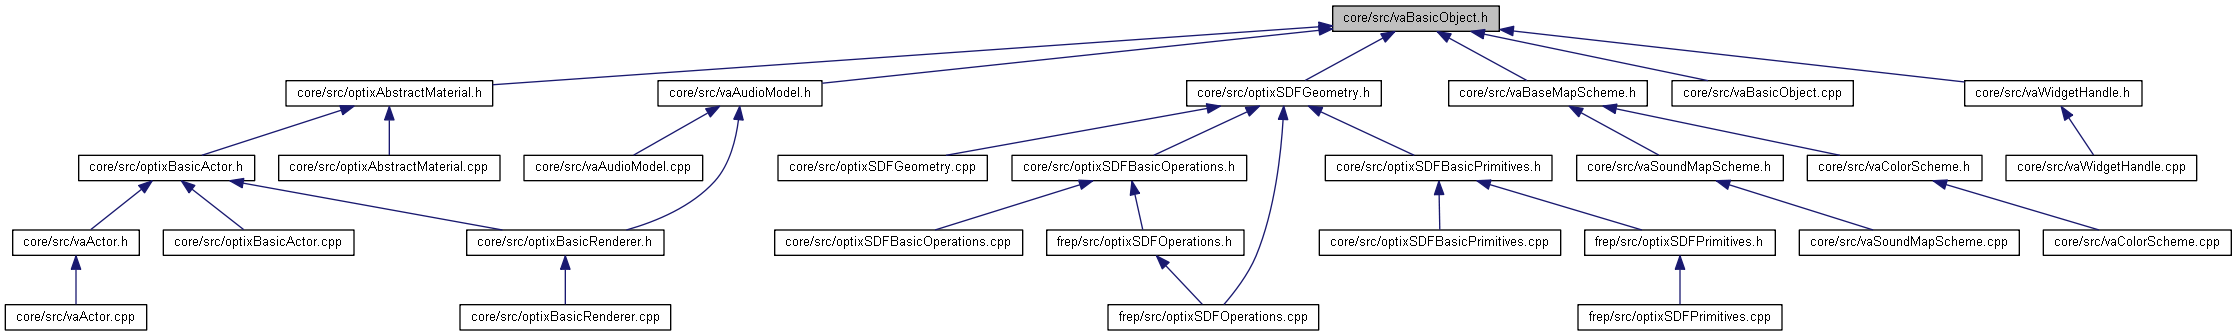 core/src/vaBasicObject.h
core/src/optixAbstractMaterial.h
core/src/vaAudioModel.h
core/src/optixSDFGeometry.h
core/src/vaBaseMapScheme.h
core/src/vaBasicObject.cpp
core/src/vaWidgetHandle.h
core/src/optixBasicActor.h
core/src/optixAbstractMaterial.cpp
core/src/vaAudioModel.cpp
core/src/optixSDFGeometry.cpp
core/src/optixSDFBasicOperations.h
core/src/optixSDFBasicPrimitives.h
core/src/vaSoundMapScheme.h
core/src/vaColorScheme.h
core/src/vaWidgetHandle.cpp
core/src/vaActor.h
core/src/optixBasicActor.cpp
core/src/optixBasicRenderer.h
core/src/optixSDFBasicOperations.cpp
frep/src/optixSDFOperations.h
core/src/optixSDFBasicPrimitives.cpp
frep/src/optixSDFPrimitives.h
core/src/vaSoundMapScheme.cpp
core/src/vaColorScheme.cpp
core/src/vaActor.cpp
core/src/optixBasicRenderer.cpp
frep/src/optixSDFOperations.cpp
frep/src/optixSDFPrimitives.cpp